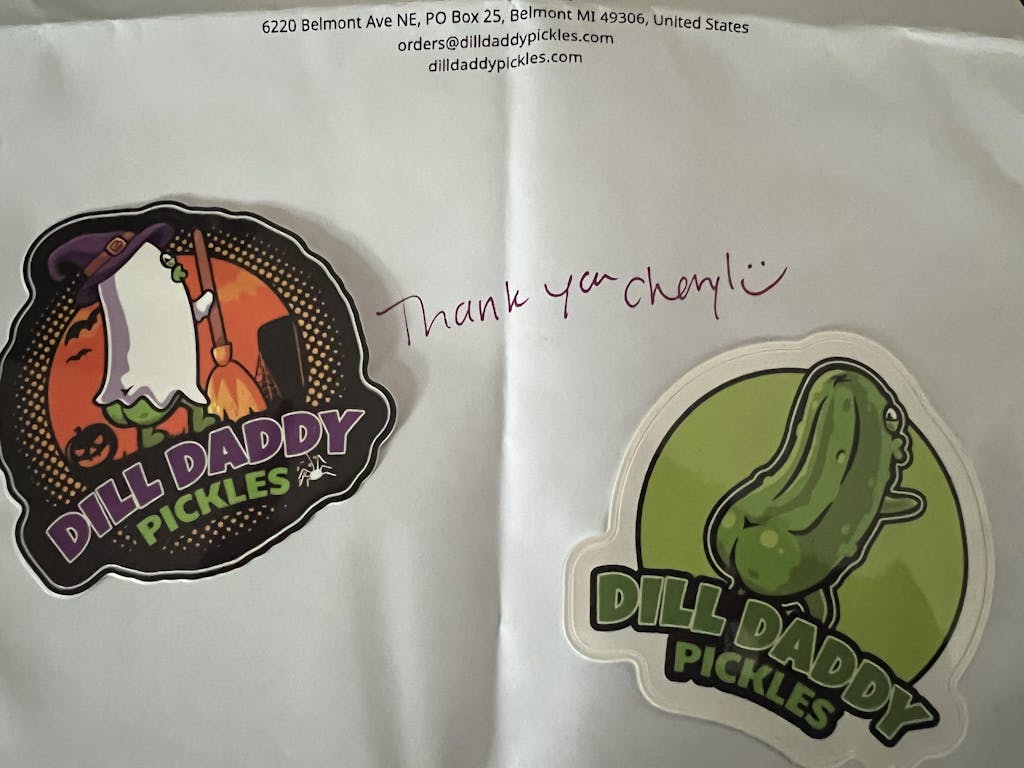 6220 Belmont Ave NE, PO Box 25, Belmont MI 49306, United States
orders@dilldaddypickles.com
dilldaddypickles.com
Thank you Cheryl :)
DILL DADDY
PICKLES
DILL DADDY
PICKLES